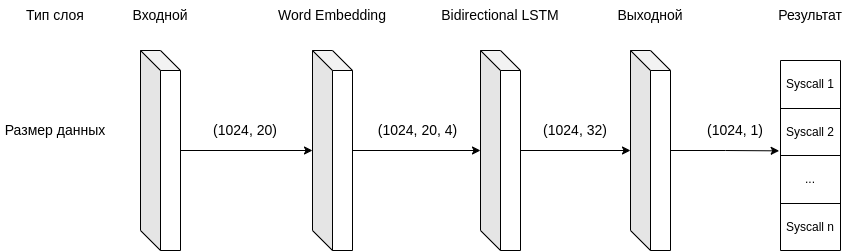 Тип слоя
Входной
Word Embedding
Bidirectional LSTM
Выходной
Результат
Размер данных
(1024, 20)
(1024, 20, 4)
(1024, 32)
(1024, 1)
Syscall 1
Syscall 2
...
Syscall n